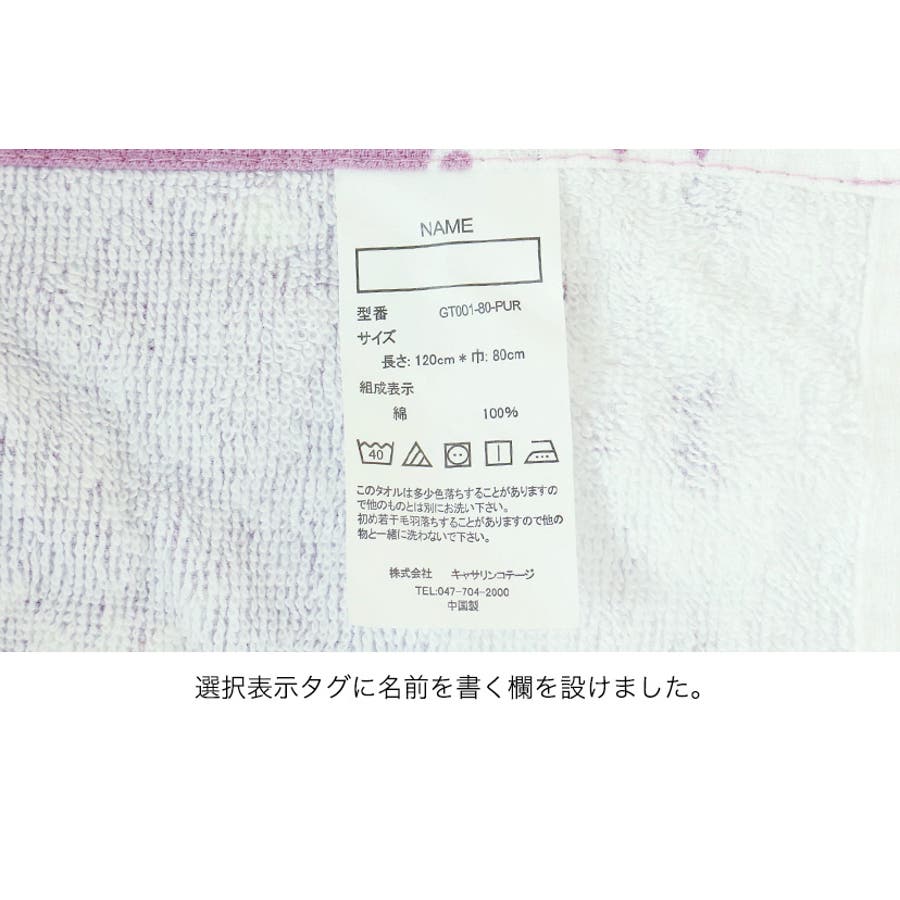 NAME
型番 GT001-80-PUR
サイズ
長さ: 120cm * 巾: 80cm
組成表示
綿 100%
40
このタオルは多少色落ちすることがありますの
で他のものとは別にお洗い下さい。
初め若干毛羽落ちすることがありますので他の
物と一緒に洗わないで下さい。
株式会社 キャサリンコテージ
TEL:047-704-2000
中国製
選択表示タグに名前を書く欄を設けました。